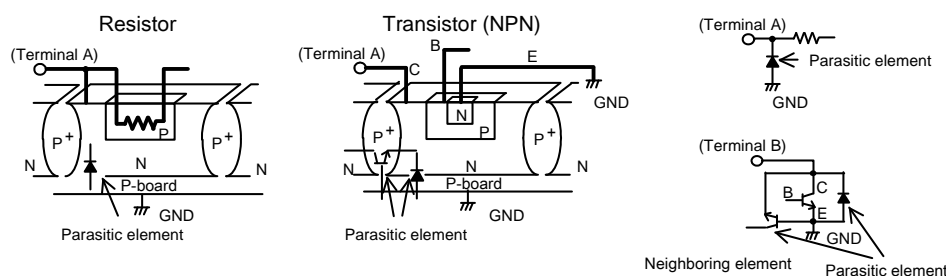 Resistor
(Terminal A)
P
P+
P+
N
N
N
P-board
GND
Parasitic element
Transistor (NPN)
(Terminal A)
B
C
E
GND
N
P
P+
P+
N
N
N
P-board
GND
Parasitic element
(Terminal A)
Parasitic element
GND
(Terminal B)
C
B
E
GND
Neighboring element
Parasitic element